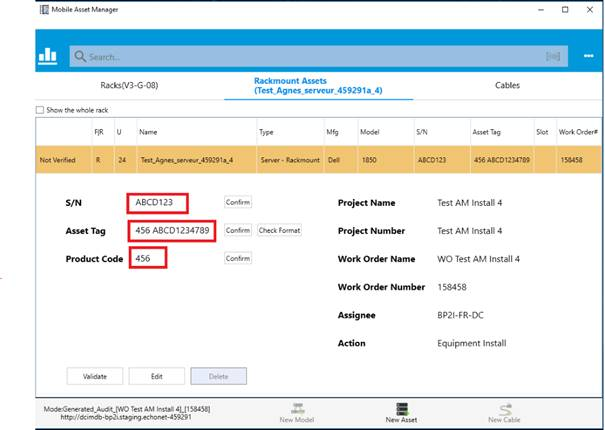 Mobile Asset Manager
Search...
Racks(V3-G-08)
Rackmount Assets
(Test_Agnes_serveur_459291a_4)
Cables
Show the whole rack
F|R U Name Type Mfg Model S/N Asset Tag Slot Work Order#
Not Verified R 24 Test_Agnes_serveur_459291a_4 Server - Rackmount Dell 1850 ABCD123 456 ABCD1234789 158458
S/N ABCD123 Confirm Project Name Test AM Install 4
Asset Tag 456 ABCD1234789 Confirm Check Format Project Number Test AM Install 4
Product Code 456 Confirm Work Order Name WO Test AM Install 4
Work Order Number 158458
Assignee BP2I-FR-DC
Action Equipment Install
Validate Edit Delete
Mode:Generated_Audit_[WO Test AM Install 4]_[158458]
http://dcimdb-bp2i.staging.echonet-459291
New Model New Asset New Cable